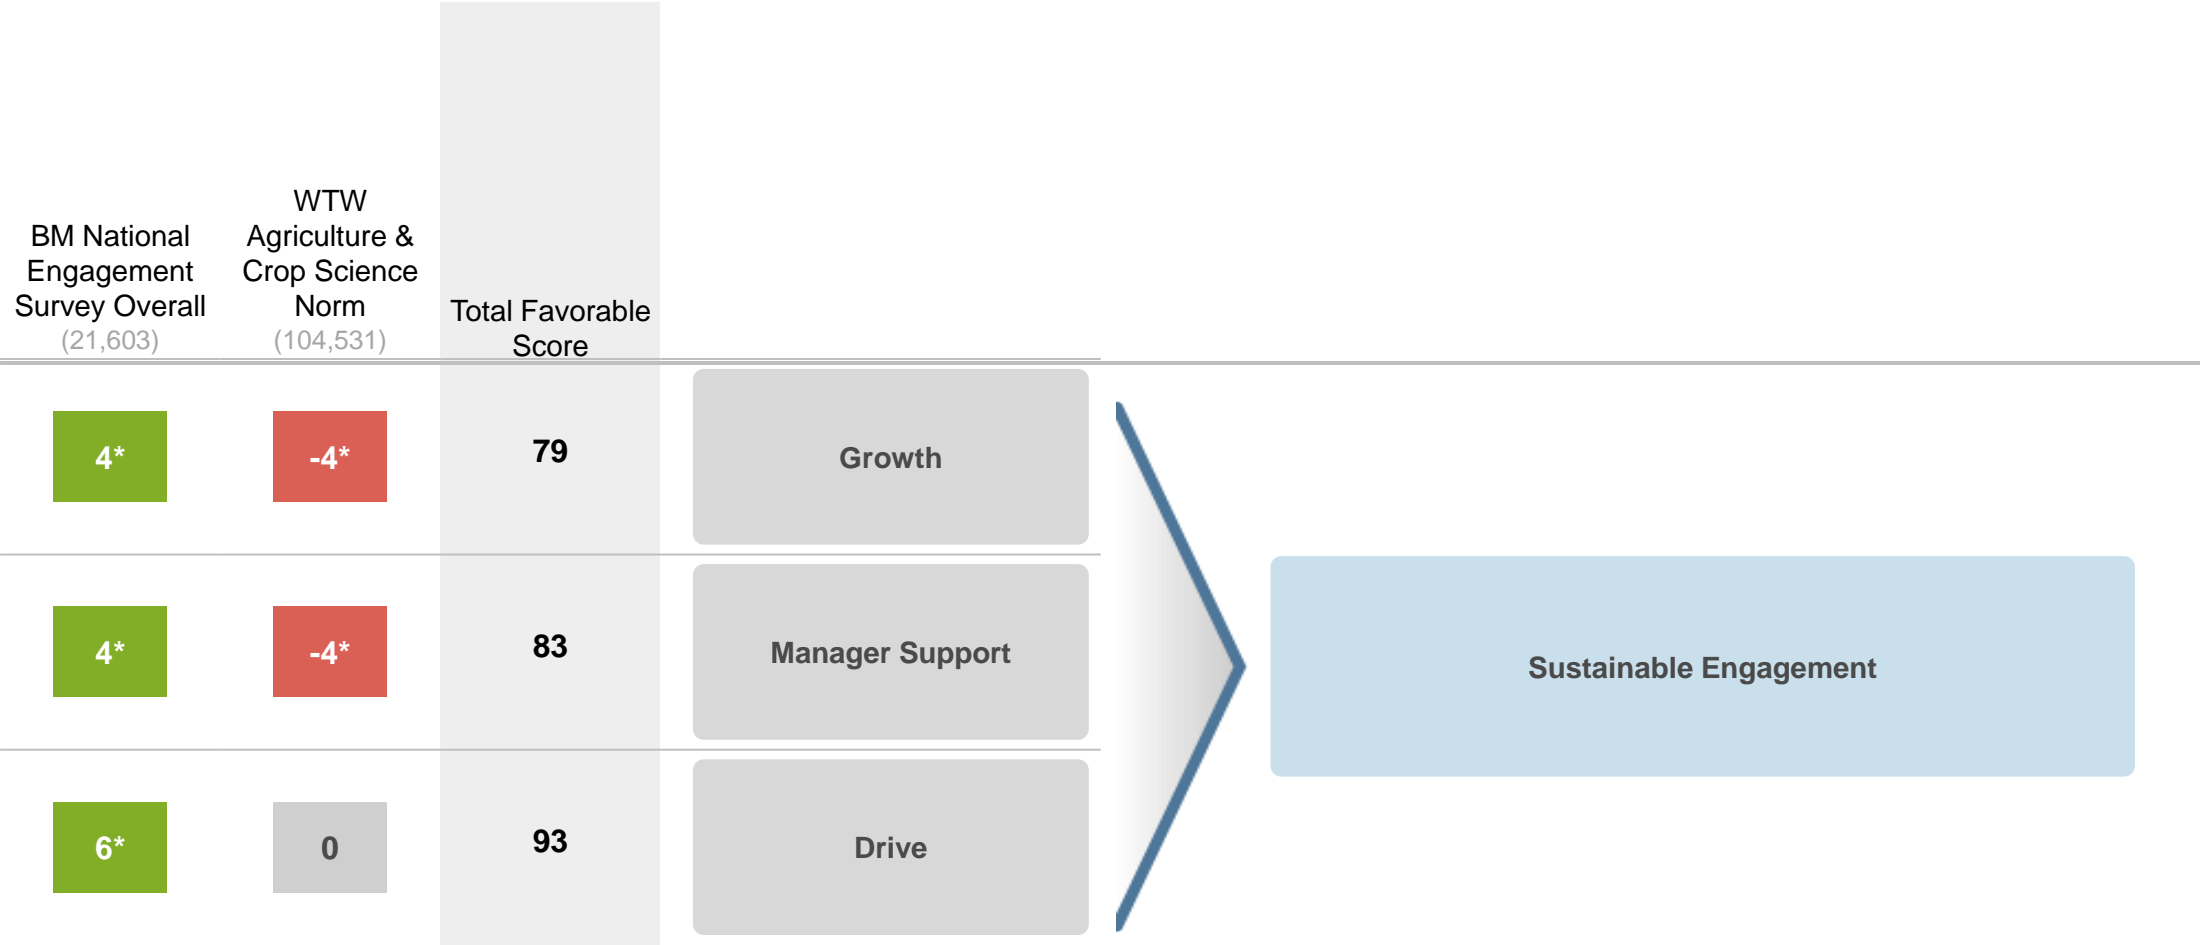 BM National
Engagement
Survey Overall
(21,603)
WTW
Agriculture &
Crop Science
Norm
(104,531)
Total Favorable
Score
4*
-4*
79
Growth
4*
-4*
83
Manager Support
6*
0
93
Drive
Sustainable Engagement